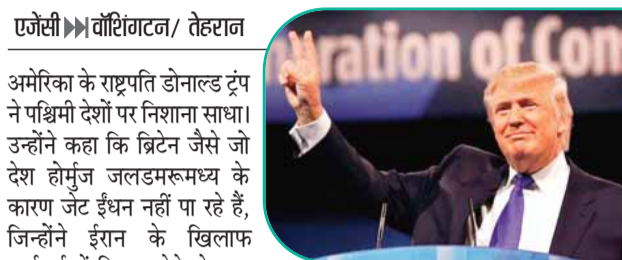 एजेंसी ▶▶ वॉशिंगटन/ तेहरान
अमेरिका के राष्ट्रपति डोनाल्ड ट्रंप
ने पश्चिमी देशों पर निशाना साधा।
उन्होंने कहा कि ब्रिटेन जैसे जो
देश होर्मुज जलडमरूमध्य के
कारण जेट ईंधन नहीं पा रहे हैं,
जिन्होंने ईरान के खिलाफ
ration of Con